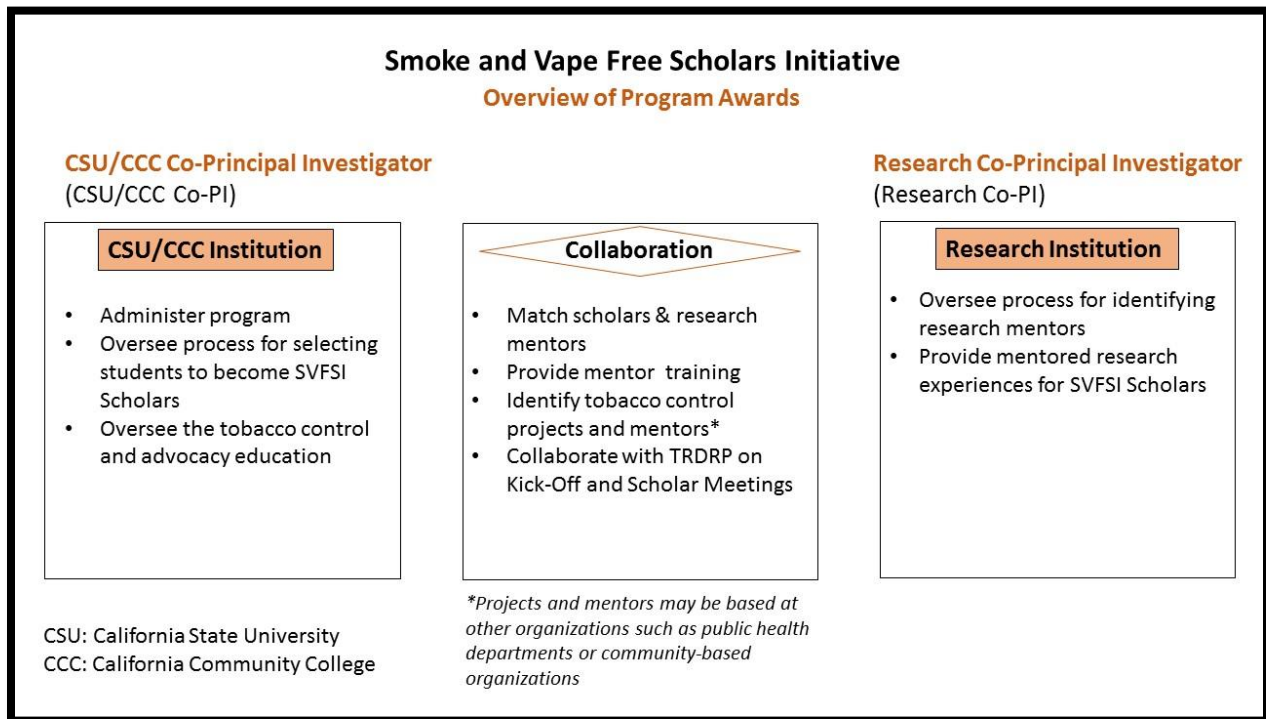 Smoke and Vape Free Scholars Initiative
Overview of Program Awards
CSU/CCC Co-Principal Investigator
(CSU/CCC Co-PI)
CSU/CCC Institution
• Administer program
• Oversee process for selecting
students to become SVFSI
Scholars
• Oversee the tobacco control
and advocacy education
Collaboration
• Match scholars & research
mentors
• Provide mentor training
• Identify tobacco control
projects and mentors*
• Collaborate with TRDRP on
Kick-Off and Scholar Meetings
*Projects and mentors may be based at
other organizations such as public health
departments or community-based
organizations
Research Co-Principal Investigator
(Research Co-PI)
Research Institution
• Oversee process for identifying
research mentors
• Provide mentored research
experiences for SVFSI Scholars
CSU: California State University
CCC: California Community College